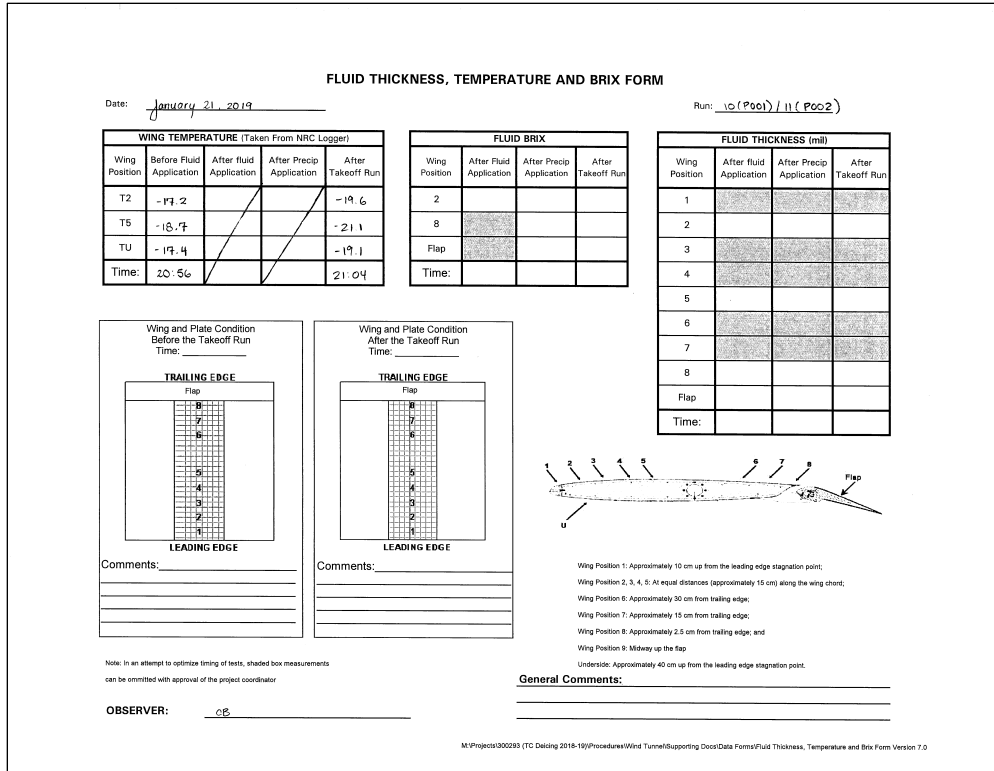 FLUID THICKNESS, TEMPERATURE AND BRIX FORM
Date: January 21, 2019
Run: 10 (P001) / 11 (P002)
WING TEMPERATURE (Taken From NRC Logger)
Wing Position Before Fluid Application After fluid Application After Precip Application After Takeoff Run
T2 -17.2 -19.6
T5 -18.7 -21 1
TU -17.4 -19.1
Time: 20:56 21:04
FLUID BRIX
Wing Position After Fluid Application After Precip Application After Takeoff Run
2
8
Flap
Time:
FLUID THICKNESS (mil)
Wing Position After fluid Application After Precip Application After Takeoff Run
1
2
3
4
5
6
7
8
Flap
Time:
Wing and Plate Condition
Before the Takeoff Run
Time:
TRAILING EDGE
Flap
8
7
6
5
4
3
2
1
LEADING EDGE
Comments:
Wing and Plate Condition
After the Takeoff Run
Time:
TRAILING EDGE
Flap
8
7
6
5
4
3
2
1
LEADING EDGE
Comments:
1 2 3 4 5 6 7 8
Flap
U
Wing Position 1: Approximately 10 cm up from the leading edge stagnation point;
Wing Position 2, 3, 4, 5: At equal distances (approximately 15 cm) along the wing chord;
Wing Position 6: Approximately 30 cm from trailing edge;
Wing Position 7: Approximately 15 cm from trailing edge;
Wing Position 8: Approximately 2.5 cm from trailing edge; and
Wing Position 9: Midway up the flap
Underside: Approximately 40 cm up from the leading edge stagnation point.
Note: In an attempt to optimize timing of tests, shaded box measurements
can be ommitted with approval of the project coordinator
General Comments:
OBSERVER: CB
M:\Projects\300293 (TC Deicing 2018-19)\Procedures\Wind Tunnel\Supporting Docs\Data Forms\Fluid Thickness, Temperature and Brix Form Version 7.0